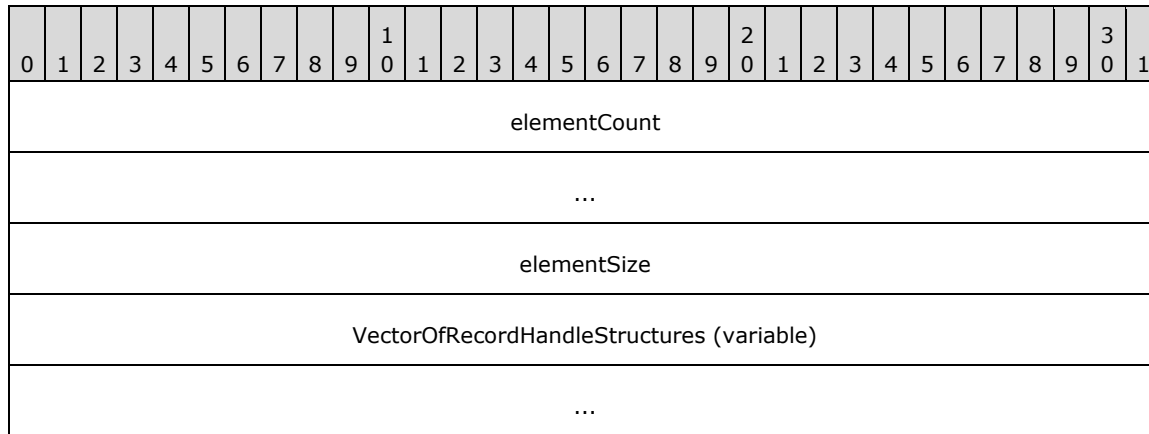 1 2 3
0 1 2 3 4 5 6 7 8 9 0 1 2 3 4 5 6 7 8 9 0 1 2 3 4 5 6 7 8 9 0 1
elementCount
...
elementSize
VectorOfRecordHandleStructures (variable)
...